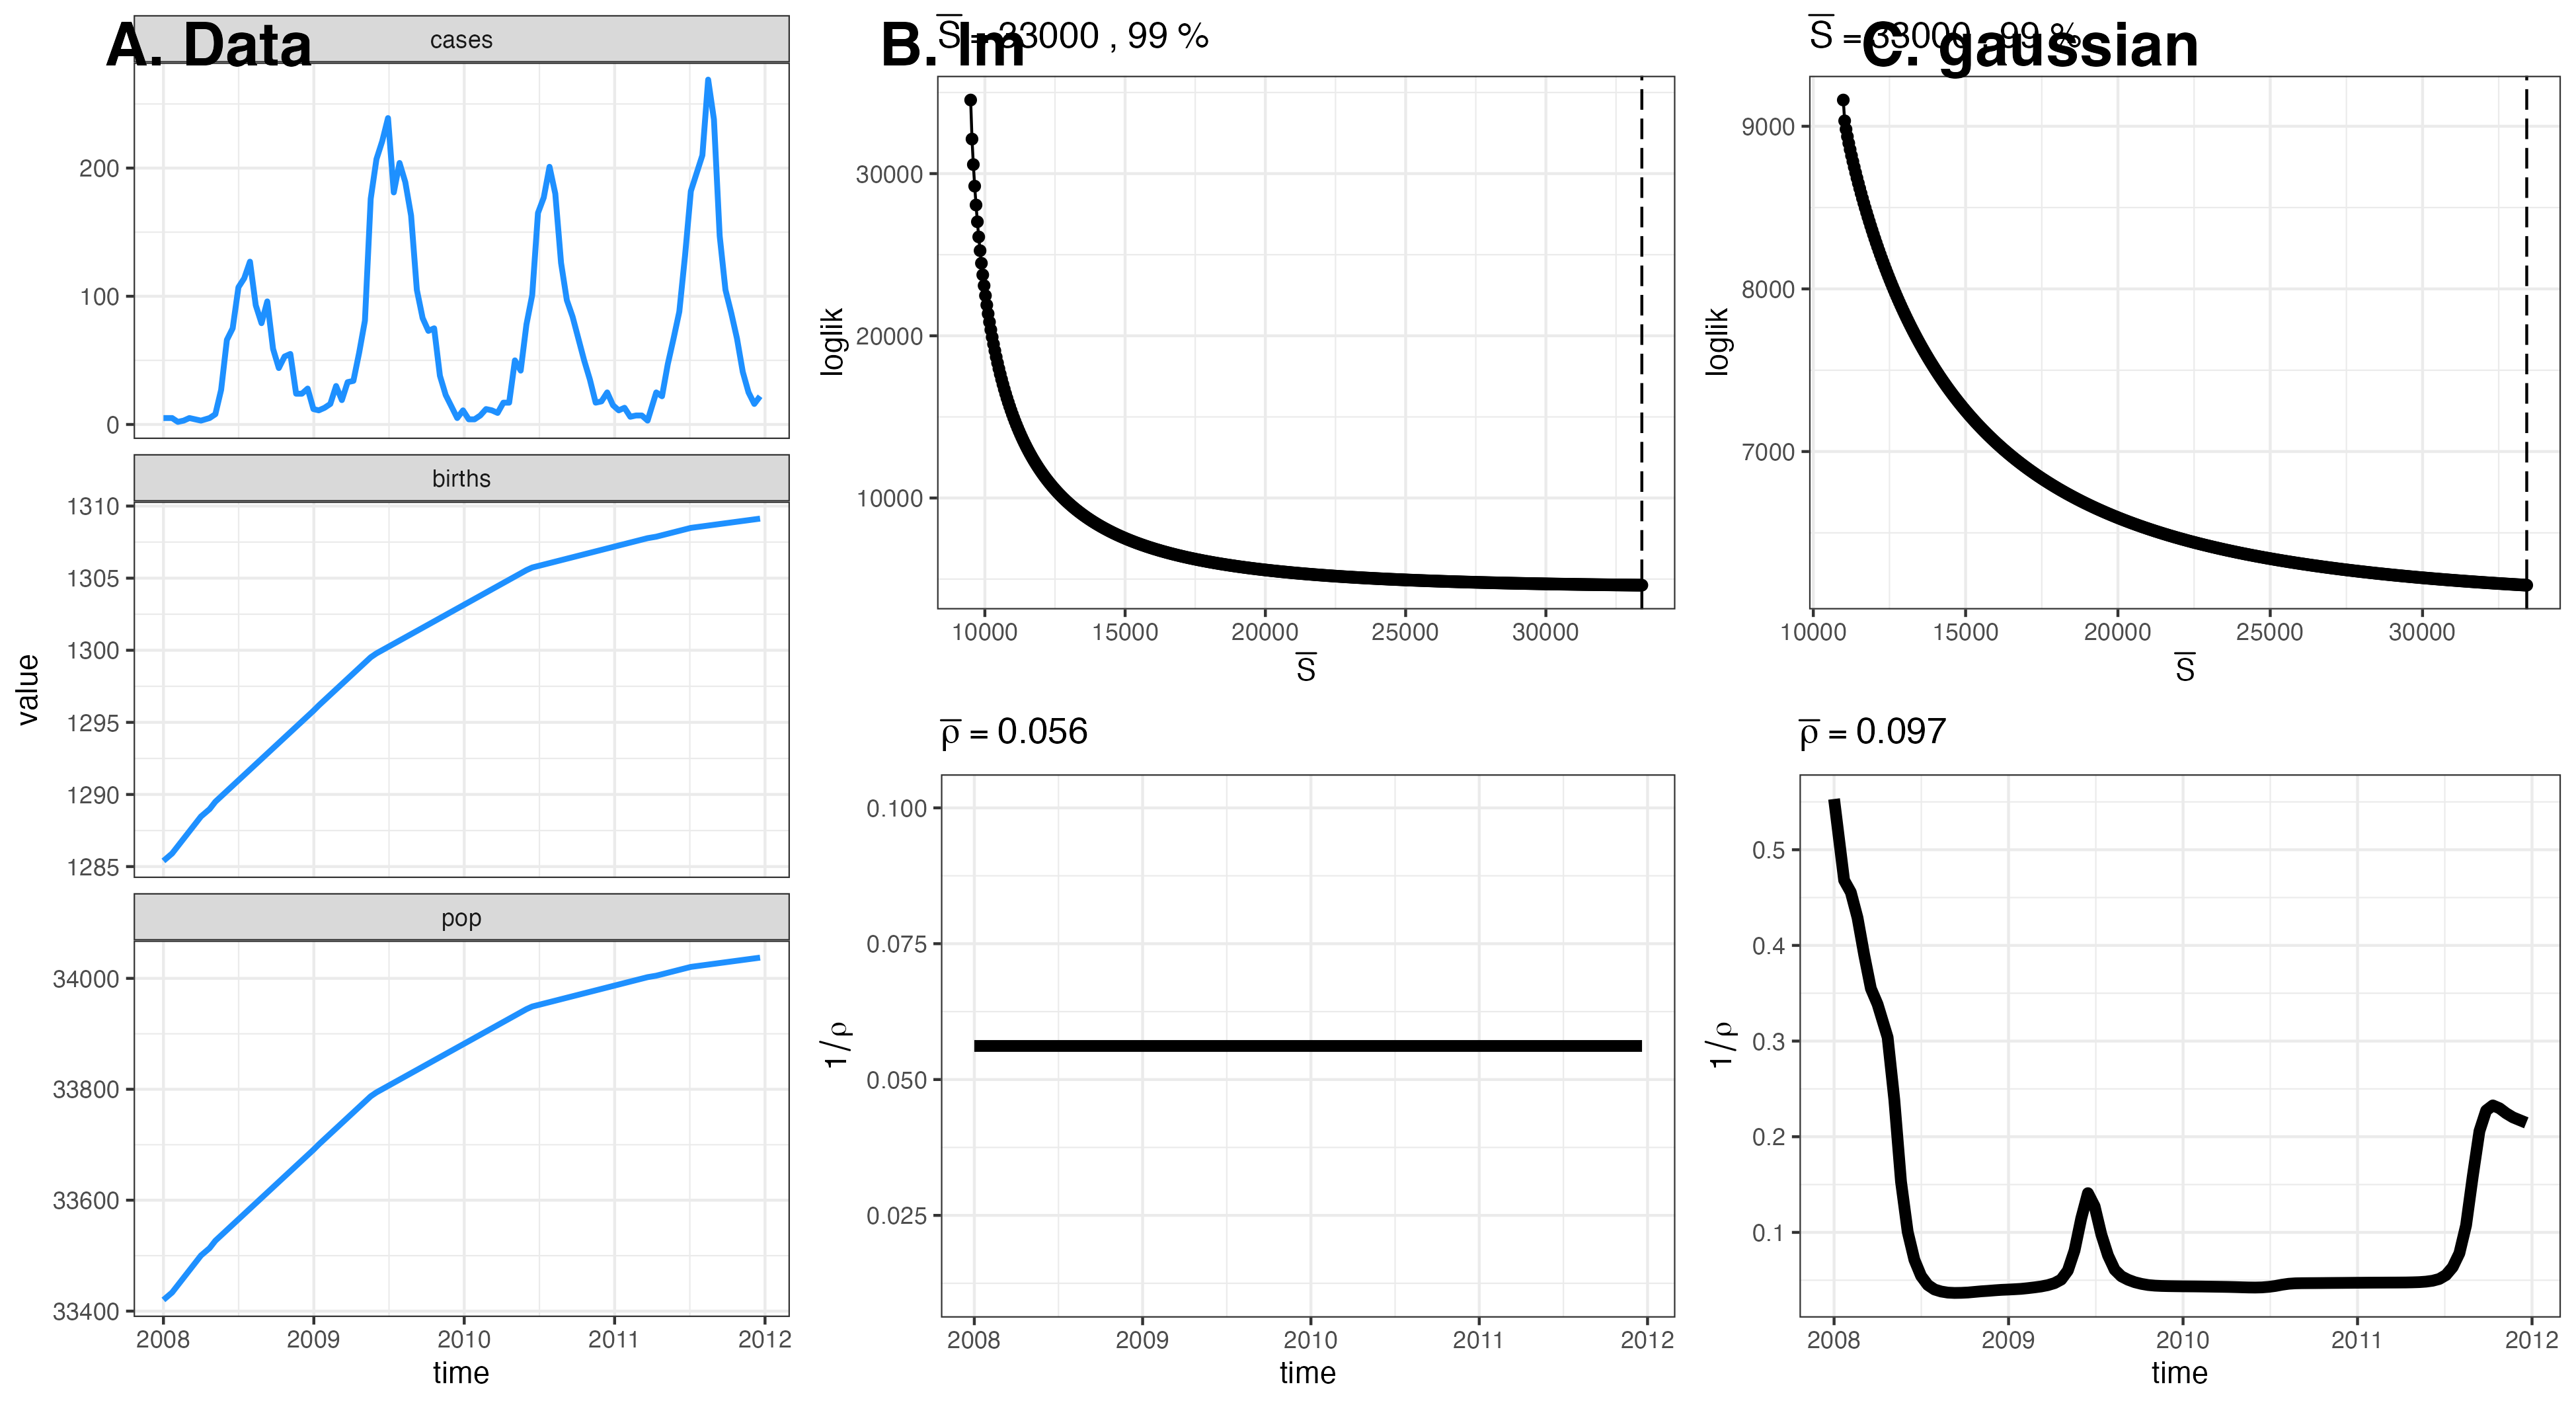 A. Data
cases
200
100
0
births
1310
1305
1300
1295
1290
1285
pop
34000
33800
33600
33400
value
2008 2009 2010 2011 2012
time
B. lm
S̅ = 33000 , 99 %
30000
20000
10000
loglik
10000 15000 20000 25000 30000
S̅
ρ̅ = 0.056
0.100
0.075
0.050
0.025
1/ρ
2008 2009 2010 2011 2012
time
C. gaussian
S̅ = 33000 , 99 %
9000
8000
7000
loglik
10000 15000 20000 25000 30000
S̅
ρ̅ = 0.097
0.5
0.4
0.3
0.2
0.1
1/ρ
2008 2009 2010 2011 2012
time